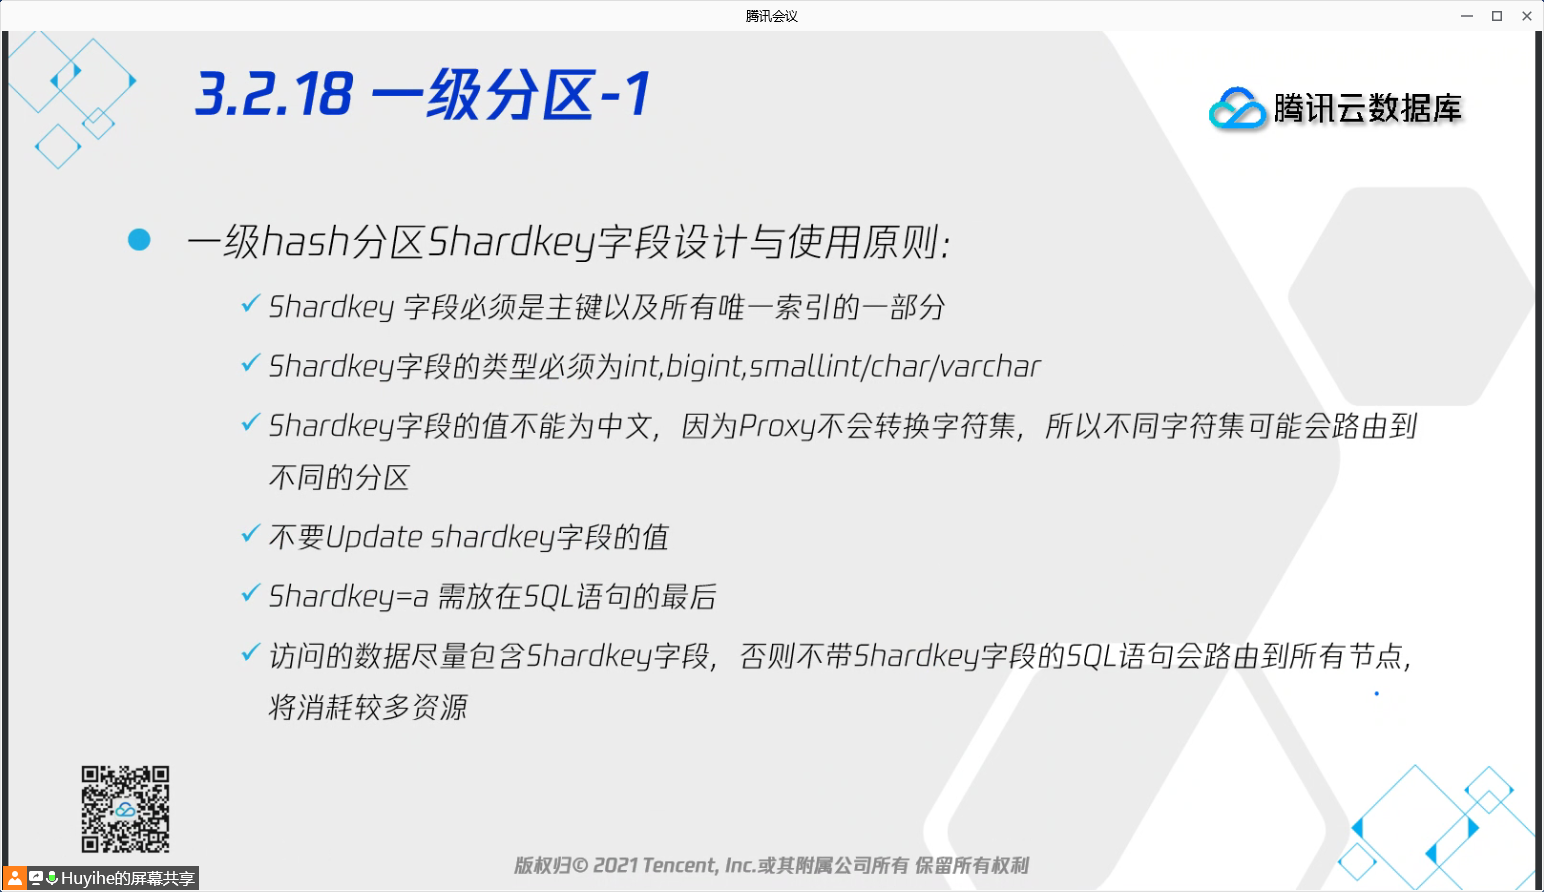 腾讯会议
3.2.18 一级分区-1
腾讯云数据库
一级hash分区Shardkey字段设计与使用原则:
Shardkey 字段必须是主键以及所有唯一索引的一部分
Shardkey字段的类型必须为int,bigint,smallint/char/varchar
Shardkey字段的值不能为中文，因为Proxy不会转换字符集，所以不同字符集可能会路由到
不同的分区
不要Update shardkey字段的值
Shardkey=a 需放在SQL语句的最后
访问的数据尽量包含Shardkey字段，否则不带Shardkey字段的SQL语句会路由到所有节点，
将消耗较多资源
版权归© 2021 Tencent, Inc.或其附属公司所有 保留所有权利
Huyihe的屏幕共享